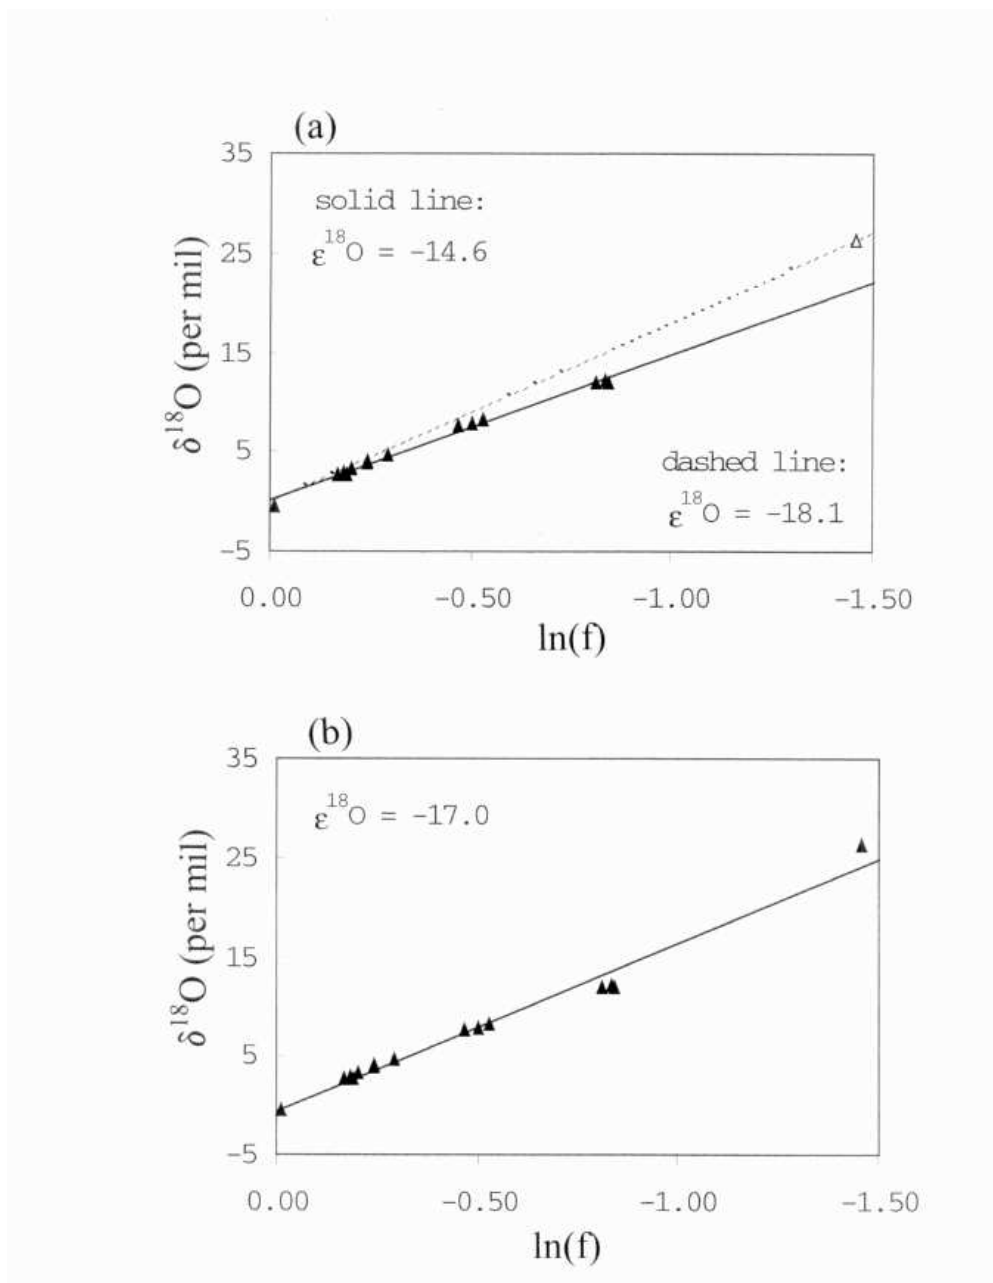 (a)
35
solid line:
ε¹⁸O = -14.6
25
15
5
-5
dashed line:
ε¹⁸O = -18.1
δ¹⁸O (per mil)
0.00 -0.50 -1.00 -1.50
ln(f)
(b)
35
ε¹⁸O = -17.0
25
15
5
-5
δ¹⁸O (per mil)
0.00 -0.50 -1.00 -1.50
ln(f)